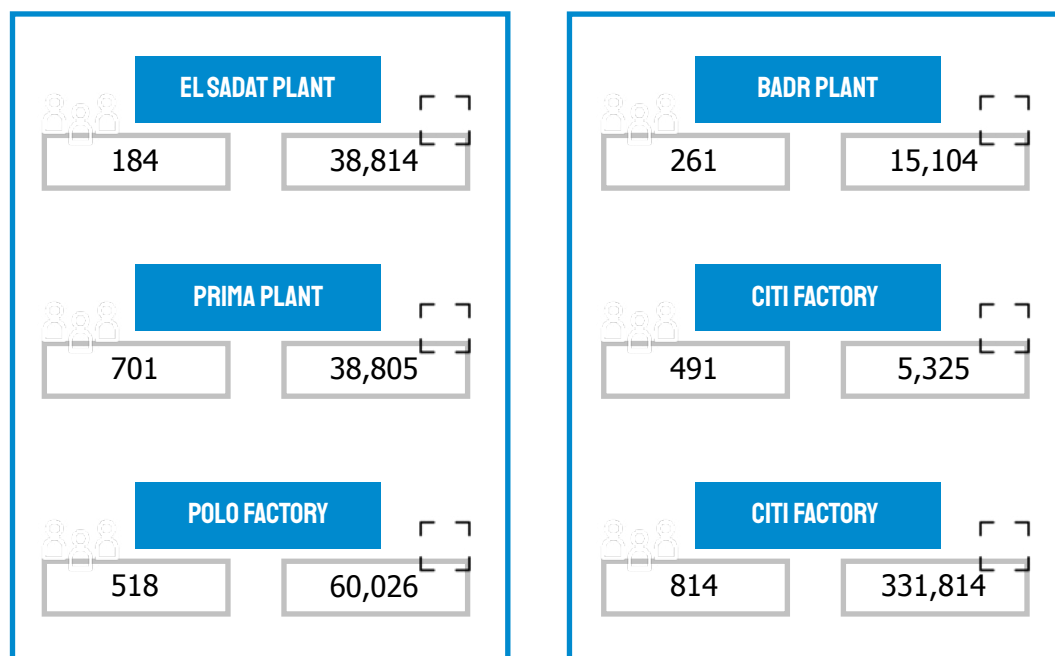 EL SADAT PLANT
184 38,814
PRIMA PLANT
701 38,805
POLO FACTORY
518 60,026
BADR PLANT
261 15,104
CITI FACTORY
491 5,325
CITI FACTORY
814 331,814